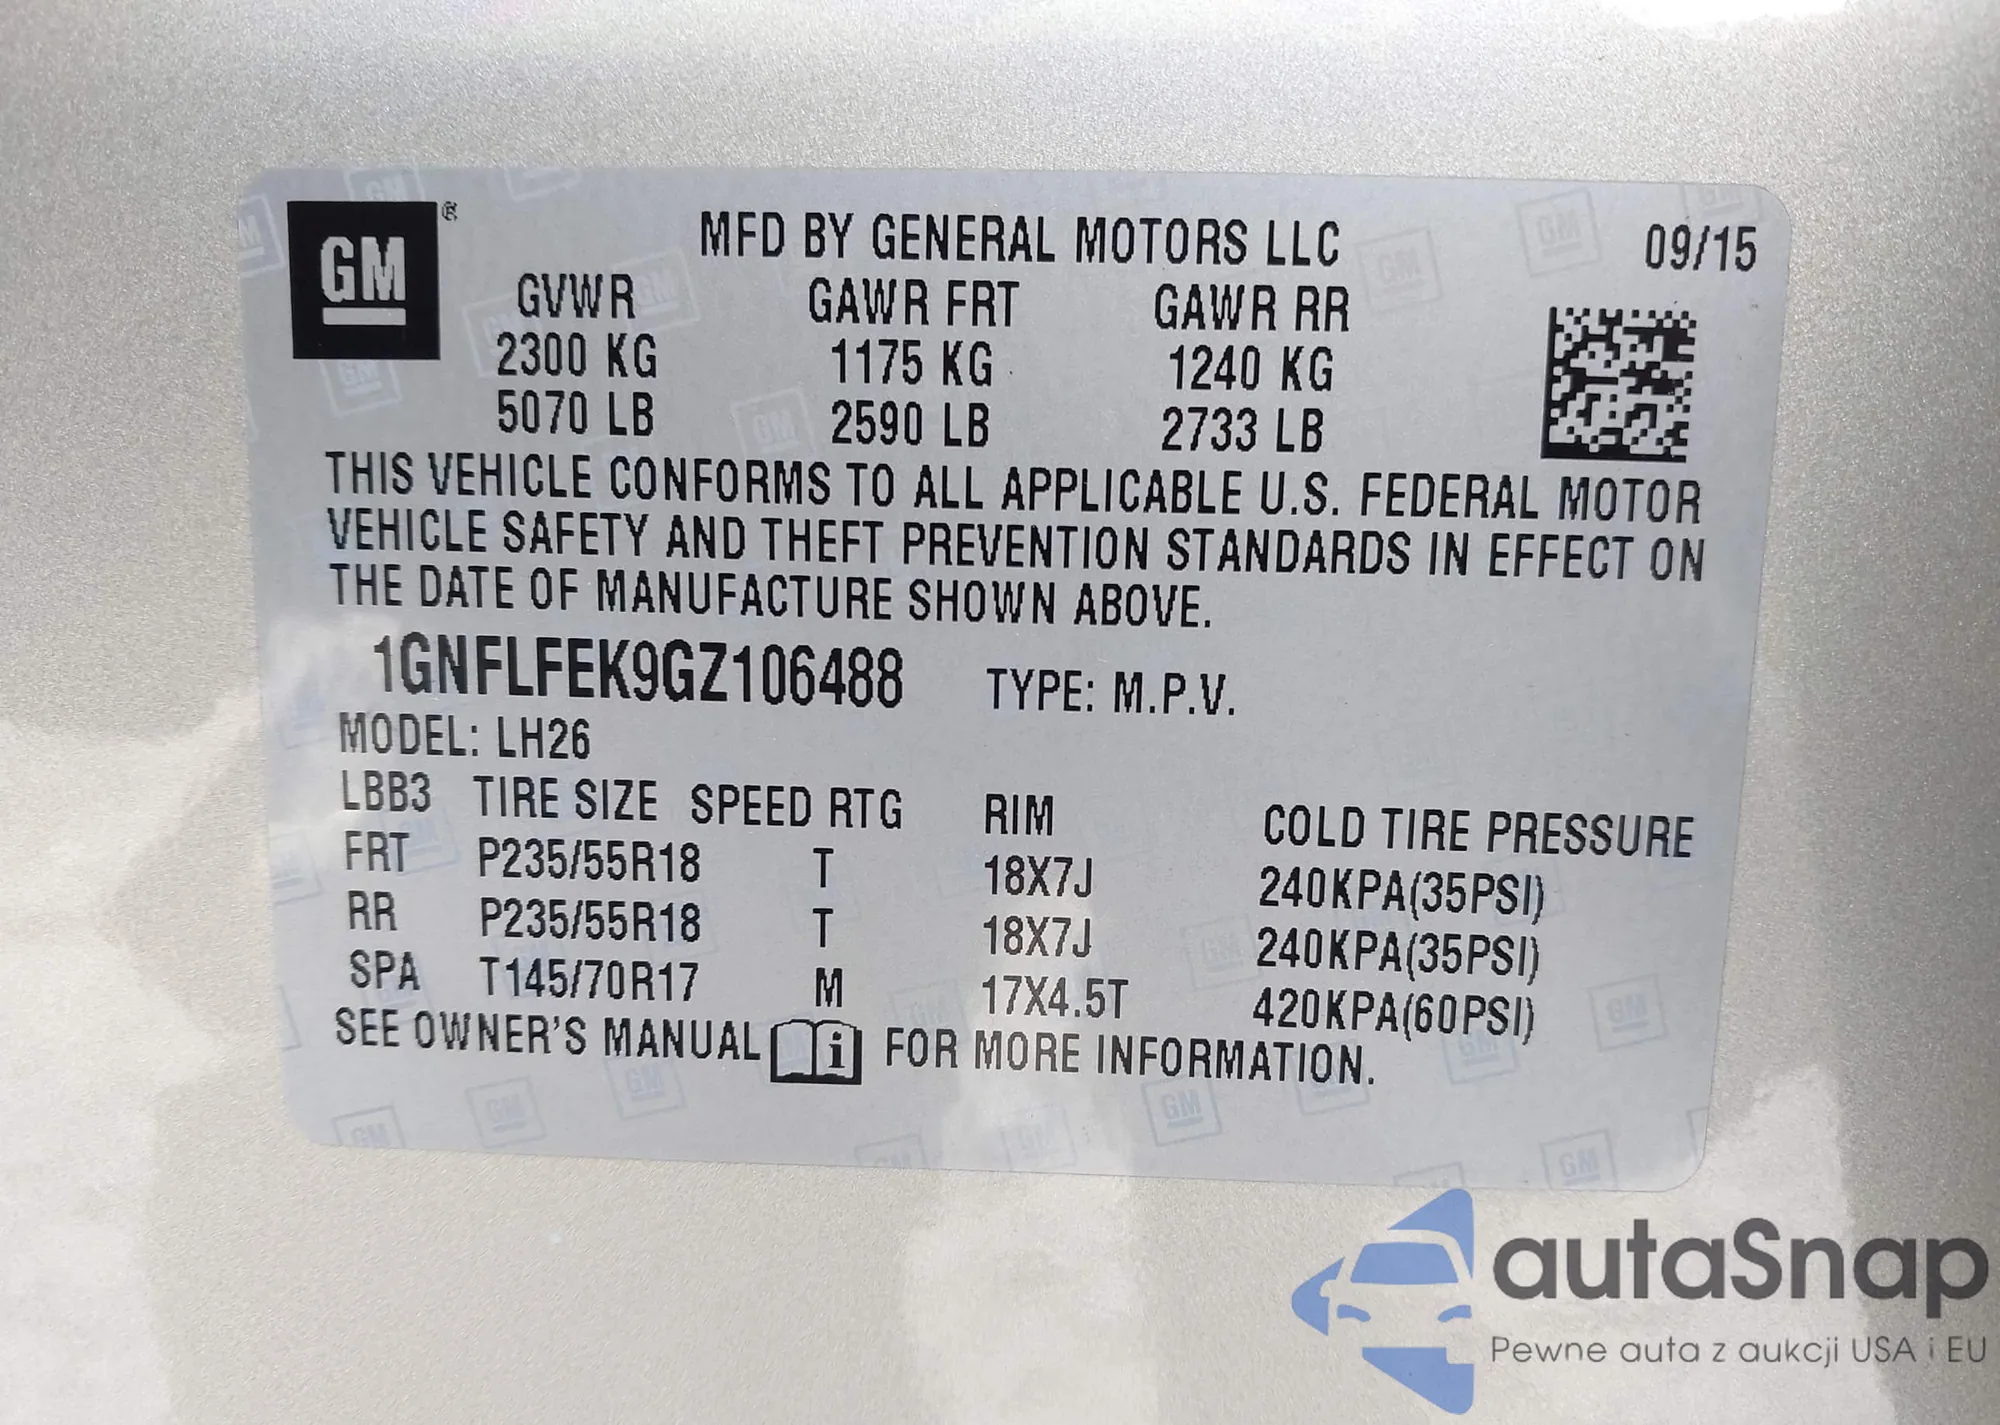 GM ®
MFD BY GENERAL MOTORS LLC 09/15
GVWR GAWR FRT GAWR RR
2300 KG 1175 KG 1240 KG
5070 LB 2590 LB 2733 LB
THIS VEHICLE CONFORMS TO ALL APPLICABLE U.S. FEDERAL MOTOR
VEHICLE SAFETY AND THEFT PREVENTION STANDARDS IN EFFECT ON
THE DATE OF MANUFACTURE SHOWN ABOVE.
1GNFLFEK9GZ106488 TYPE: M.P.V.
MODEL: LH26
LBB3 TIRE SIZE SPEED RTG RIM COLD TIRE PRESSURE
FRT P235/55R18 T 18X7J 240KPA(35PSI)
RR P235/55R18 T 18X7J 240KPA(35PSI)
SPA T145/70R17 M 17X4.5T 420KPA(60PSI)
SEE OWNER'S MANUAL i FOR MORE INFORMATION.
autaSnap
Pewne auta z aukcji USA i EU